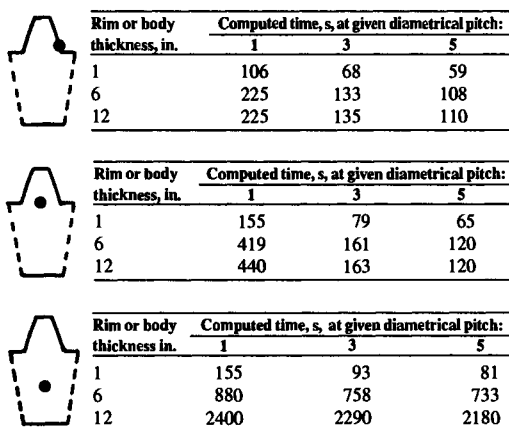 Rim or body Computed time, s, at given diametrical pitch:
thickness, in. 1 3 5
1 106 68 59
6 225 133 108
12 225 135 110
Rim or body Computed time, s, at given diametrical pitch:
thickness, in. 1 3 5
1 155 79 65
6 419 161 120
12 440 163 120
Rim or body Computed time, s, at given diametrical pitch:
thickness in. 1 3 5
1 155 93 81
6 880 758 733
12 2400 2290 2180